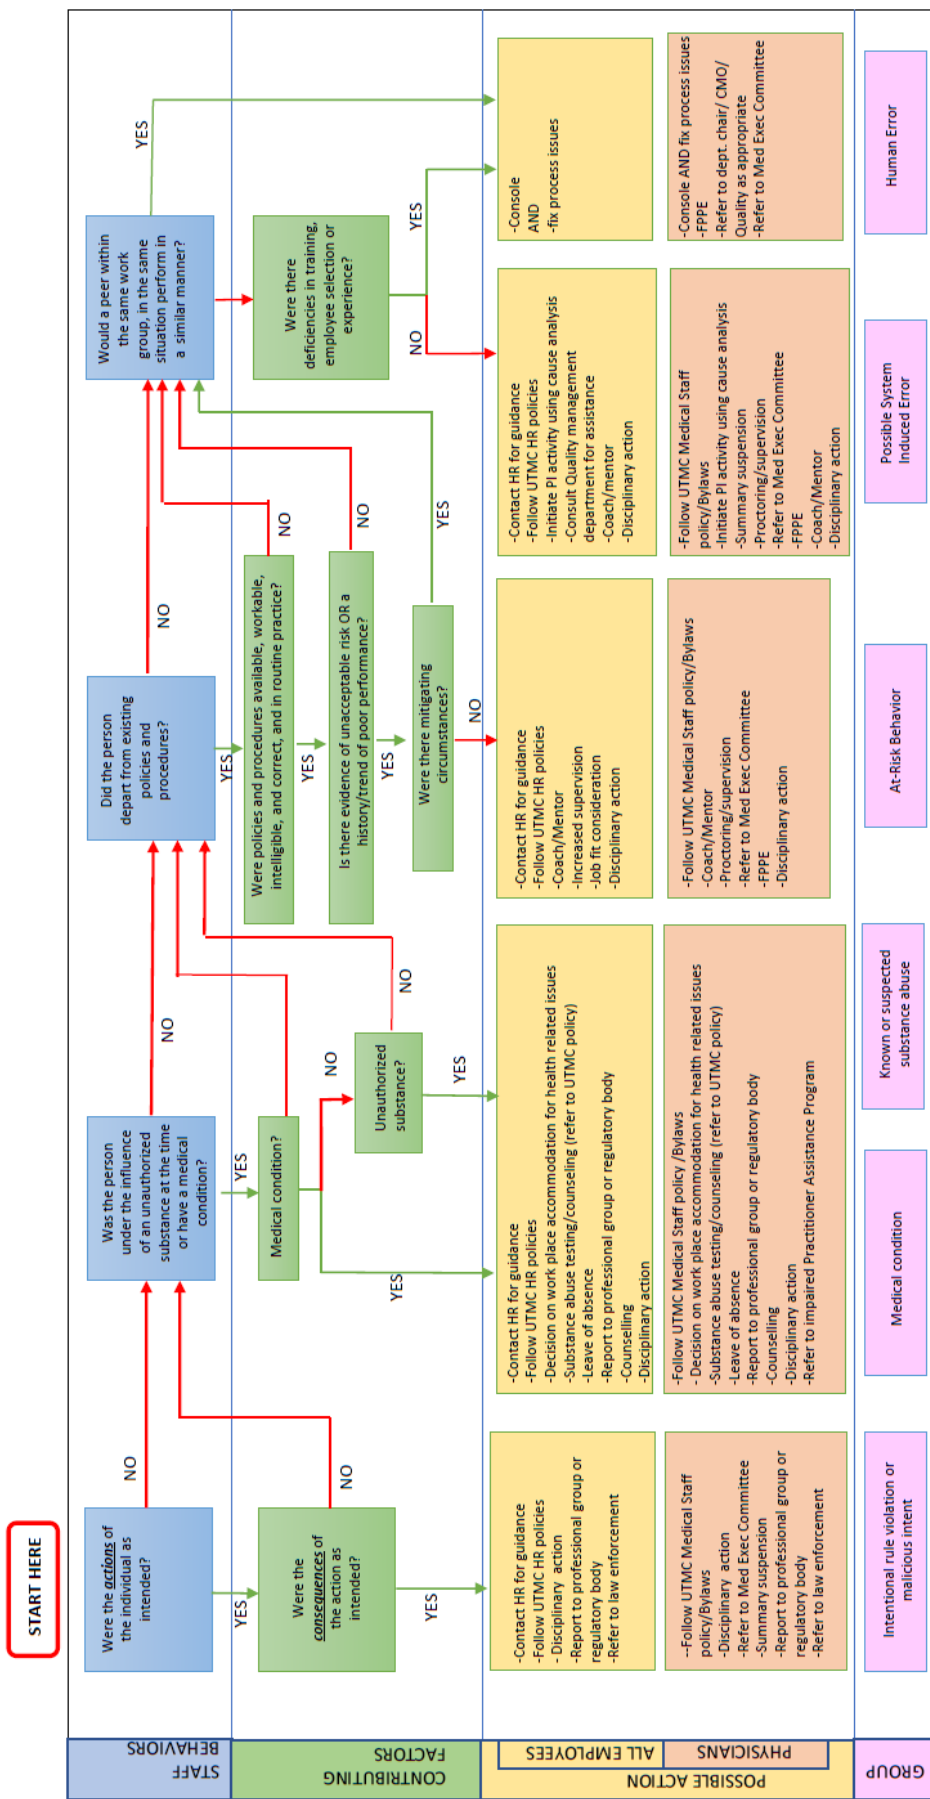 START HERE
STAFF
BEHAVIORS
Were the actions of
the individual as
intended?
NO
YES
Was the person
under the influence
of an unauthorized
substance at the time
or have a medical
condition?
NO
YES
Did the person
depart from existing
policies and
procedures?
NO
YES
Would a peer within
the same work
group, in the same
situation perform in
a similar manner?
YES
CONTRIBUTING
FACTORS
Were the
consequences of
the action as
intended?
NO
YES
Medical condition?
NO
YES
Unauthorized
substance?
NO
YES
Were policies and procedures available, workable,
intelligible, and correct, and in routine practice?
NO
YES
Is there evidence of unacceptable risk OR a
history/trend of poor performance?
NO
YES
Were there mitigating
circumstances?
YES
NO
Were there
deficiencies in training,
employee selection or
experience?
NO
YES
POSSIBLE ACTION
ALL EMPLOYEES
-Contact HR for guidance
-Follow UTMC HR policies
- Disciplinary action
-Report to professional group or
regulatory body
-Refer to law enforcement
-Contact HR for guidance
-Follow UTMC HR policies
-Decision on work place accommodation for health related issues
-Substance abuse testing/counseling (refer to UTMC policy)
-Leave of absence
-Report to professional group or regulatory body
-Counselling
-Disciplinary action
-Contact HR for guidance
-Follow UTMC HR policies
-Coach/Mentor
-Increased supervision
-Job fit consideration
-Disciplinary action
-Contact HR for guidance
-Follow UTMC HR policies
-Initiate PI activity using cause analysis
-Consult Quality management
department for assistance
-Coach/mentor
-Disciplinary action
-Console
AND
-fix process issues
PHYSICIANS
--Follow UTMC Medical Staff
policy/Bylaws
-Disciplinary action
-Refer to Med Exec Committee
-Summary suspension
-Report to professional group or
regulatory body
-Refer to law enforcement
-Follow UTMC Medical Staff policy /Bylaws
- Decision on work place accommodation for health related issues
-Substance abuse testing/counseling (refer to UTMC policy)
-Leave of absence
-Report to professional group or regulatory body
-Counselling
-Disciplinary action
-Refer to impaired Practitioner Assistance Program
-Follow UTMC Medical Staff policy/Bylaws
-Coach/Mentor
-Proctoring/supervision
-Refer to Med Exec Committee
-FPPE
-Disciplinary action
-Follow UTMC Medical Staff
policy/Bylaws
-Initiate PI activity using cause analysis
-Summary suspension
-Proctoring/supervision
-Refer to Med Exec Committee
-FPPE
-Coach/Mentor
-Disciplinary action
-Console AND fix process issues
-FPPE
-Refer to dept. chair/ CMO/
Quality as appropriate
-Refer to Med Exec Committee
GROUP
Intentional rule violation or
malicious intent
Medical condition
Known or suspected
substance abuse
At-Risk Behavior
Possible System
Induced Error
Human Error